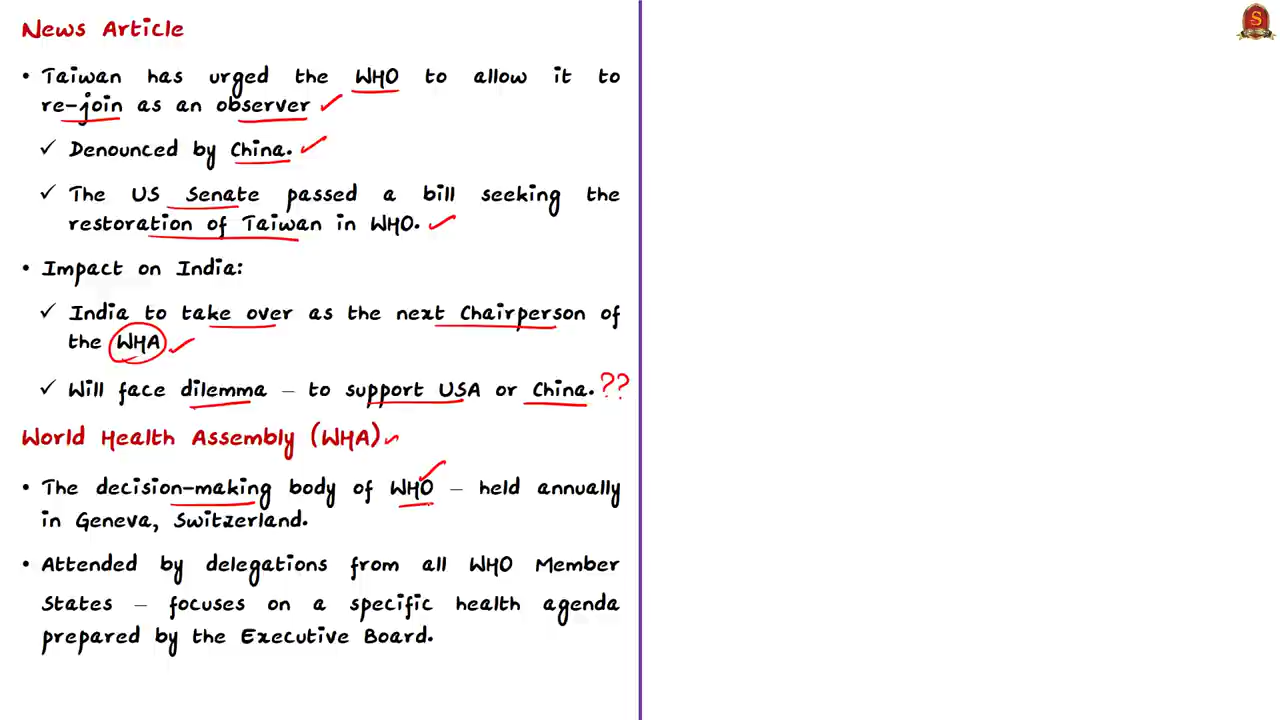 News Article
• Taiwan has urged the WHO to allow it to
re-join as an observer ✓
✓ Denounced by China. ✓
✓ The US Senate passed a bill seeking the
restoration of Taiwan in WHO. ✓
• Impact on India:
✓ India to take over as the next Chairperson of
the WHA ✓
✓ Will face dilemma – to support USA or China. ??
World Health Assembly (WHA)
• The decision-making body of WHO – held annually
in Geneva, Switzerland.
• Attended by delegations from all WHO Member
States – focuses on a specific health agenda
prepared by the Executive Board.
S